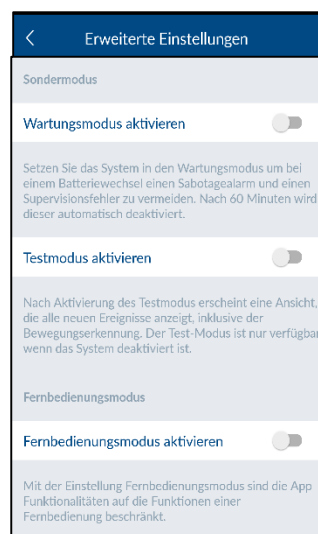 Erweiterte Einstellungen
Sondermodus
Wartungsmodus aktivieren
Setzen Sie das System in den Wartungsmodus um bei
einem Batteriewechsel einen Sabotagealarm und einen
Supervisionsfehler zu vermeiden. Nach 60 Minuten wird
dieser automatisch deaktiviert.
Testmodus aktivieren
Nach Aktivierung des Testmodus erscheint eine Ansicht,
die alle neuen Ereignisse anzeigt, inklusive der
Bewegungserkennung. Der Test-Modus ist nur verfügbar
wenn das System deaktiviert ist.
Fernbedienungsmodus
Fernbedienungsmodus aktivieren
Mit der Einstellung Fernbedienungsmodus sind die App
Funktionalitäten auf die Funktionen einer
Fernbedienung beschränkt.